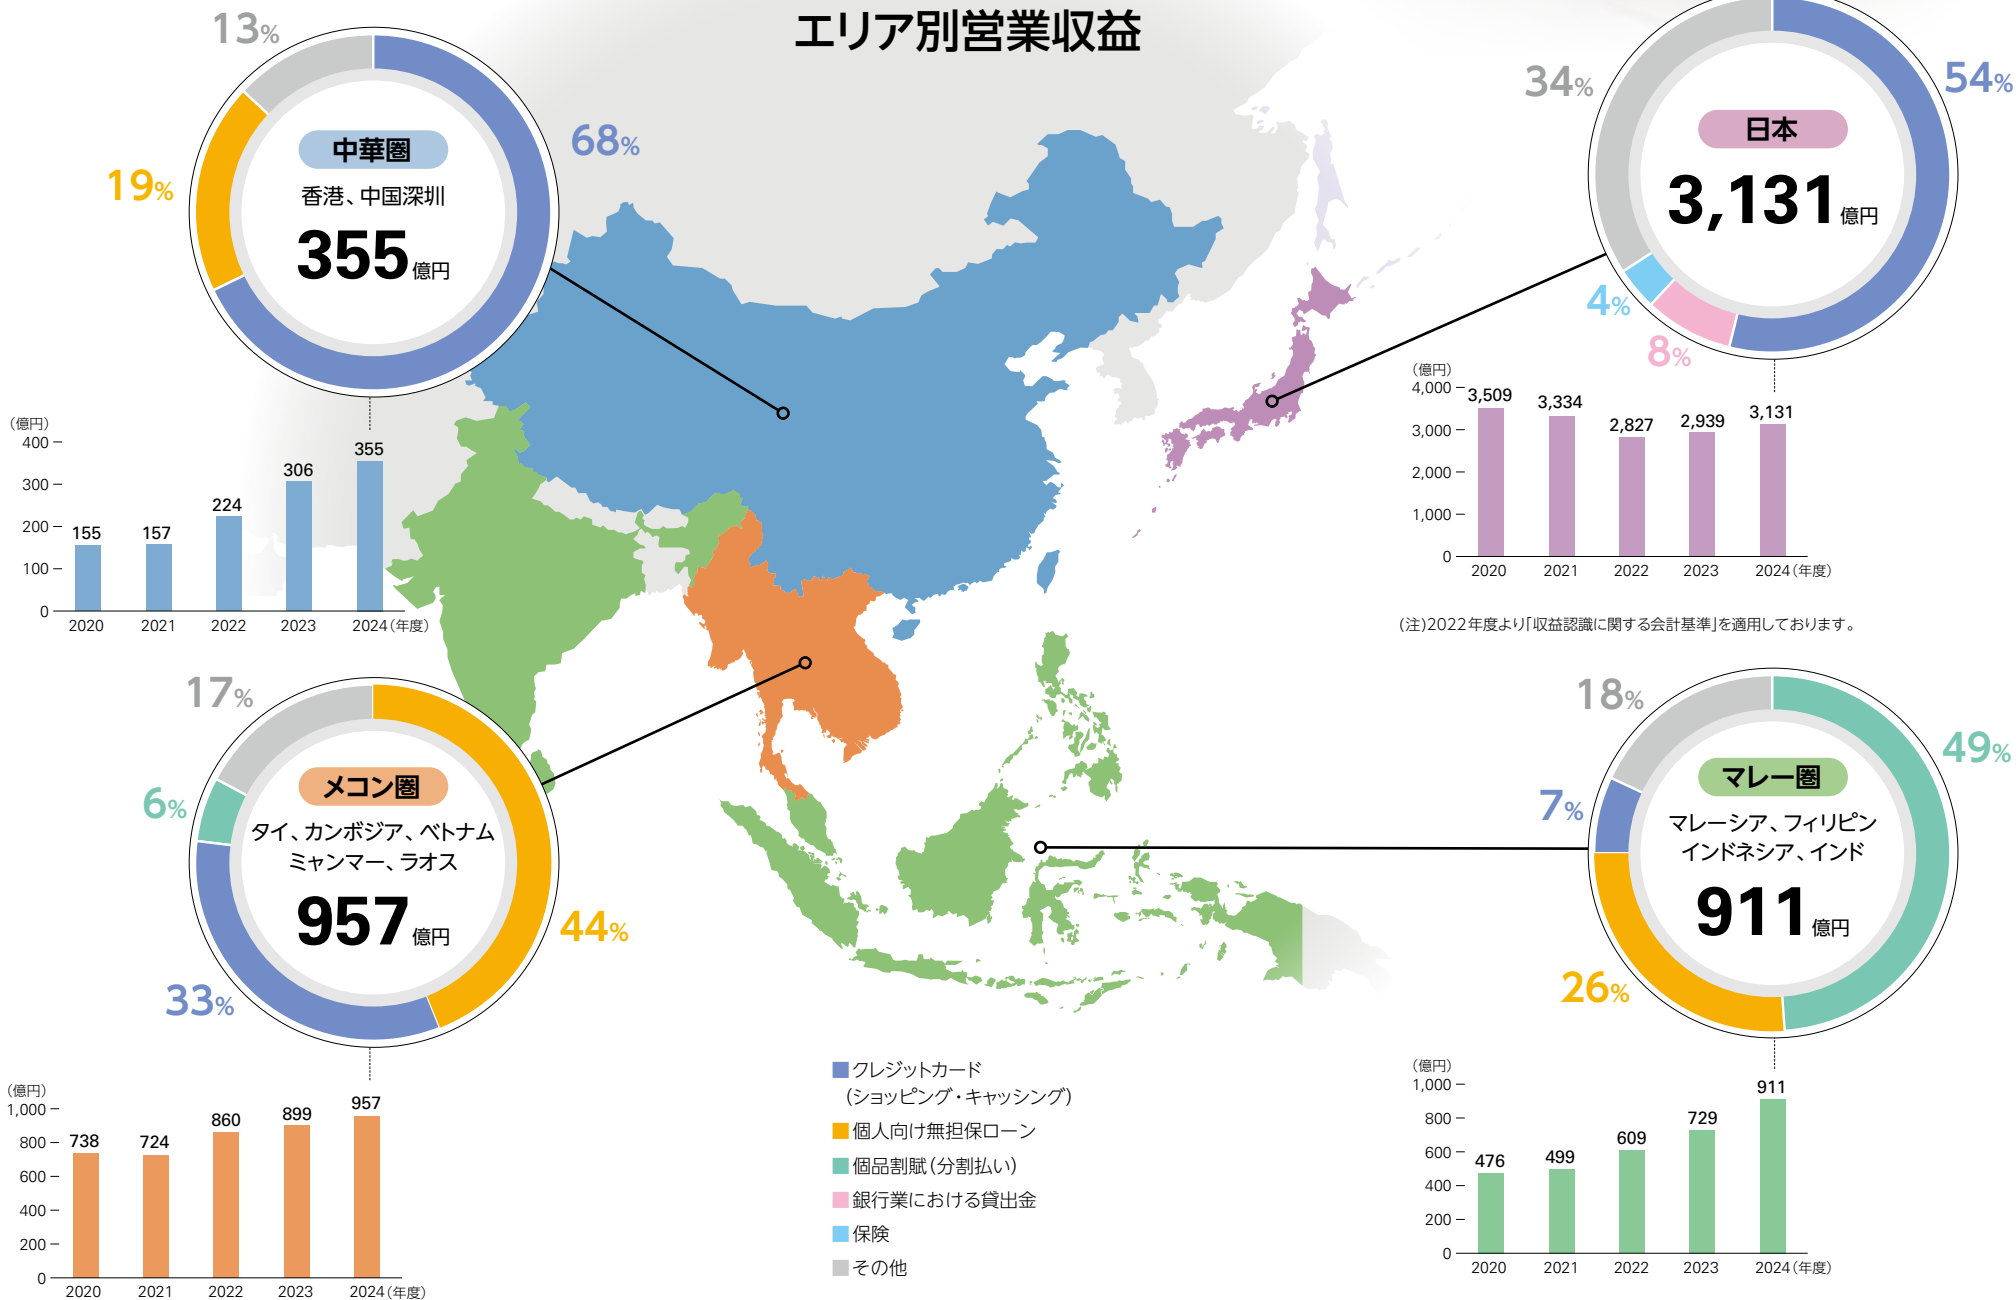 エリア別営業収益
13%
19%
68%
中華圏
香港、中国深圳
355億円
(億円)
400
300
200
100
0
155
157
224
306
355
2020
2021
2022
2023
2024(年度)
34%
54%
4%
8%
日本
3,131億円
(億円)
4,000
3,000
2,000
1,000
0
3,509
3,334
2,827
2,939
3,131
2020
2021
2022
2023
2024(年度)
(注)2022年度より「収益認識に関する会計基準」を適用しております。
17%
6%
33%
44%
メコン圏
タイ、カンボジア、ベトナム
ミャンマー、ラオス
957億円
(億円)
1,000
800
600
400
200
0
738
724
860
899
957
2020
2021
2022
2023
2024(年度)
18%
7%
26%
49%
マレー圏
マレーシア、フィリピン
インドネシア、インド
911億円
(億円)
1,000
800
600
400
200
0
476
499
609
729
911
2020
2021
2022
2023
2024(年度)
クレジットカード
(ショッピング・キャッシング)
個人向け無担保ローン
個品割賦(分割払い)
銀行業における貸出金
保険
その他